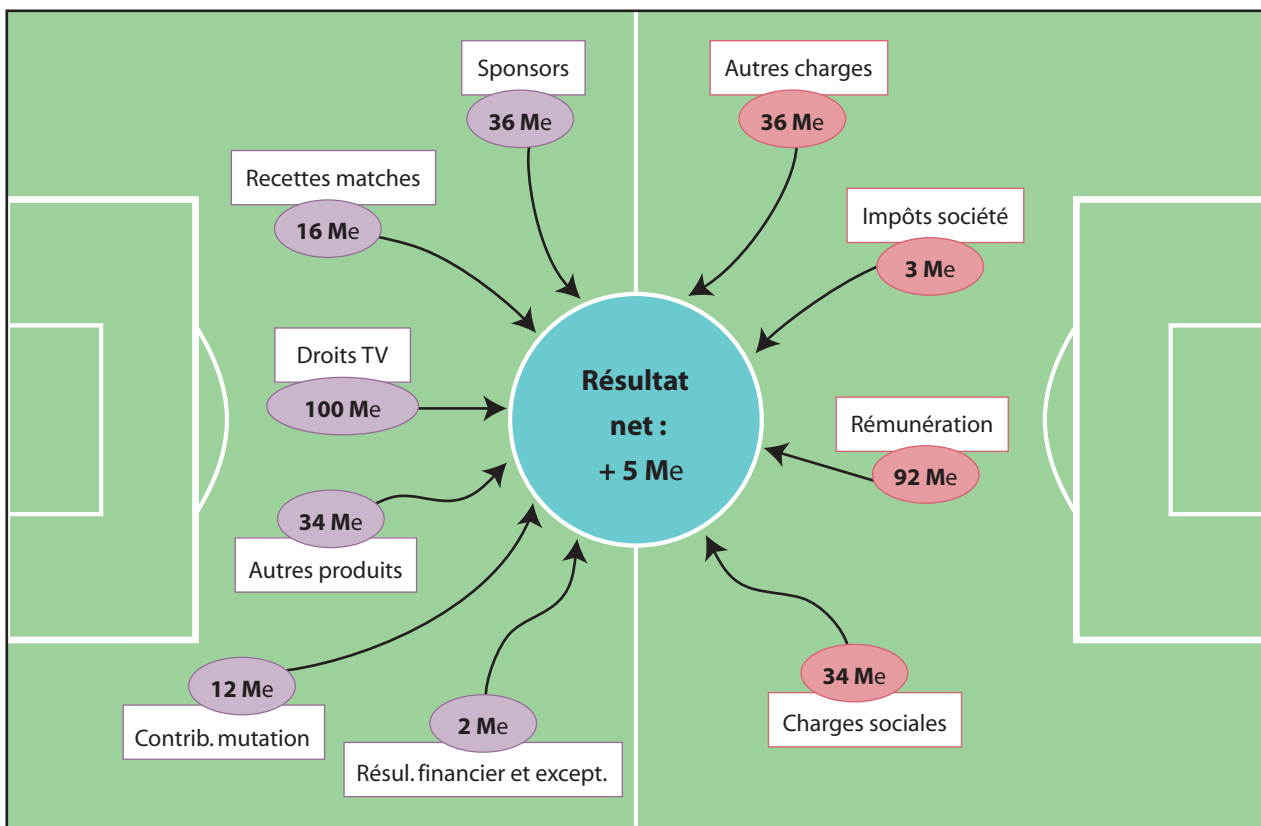 Sponsors
36 Me
Recettes matches
16 Me
Droits TV
100 Me
34 Me
Autres produits
12 Me
Contrib. mutation
2 Me
Résul. financier et except.
Résultat
net :
+ 5 Me
Autres charges
36 Me
Impôts société
3 Me
Rémunération
92 Me
34 Me
Charges sociales